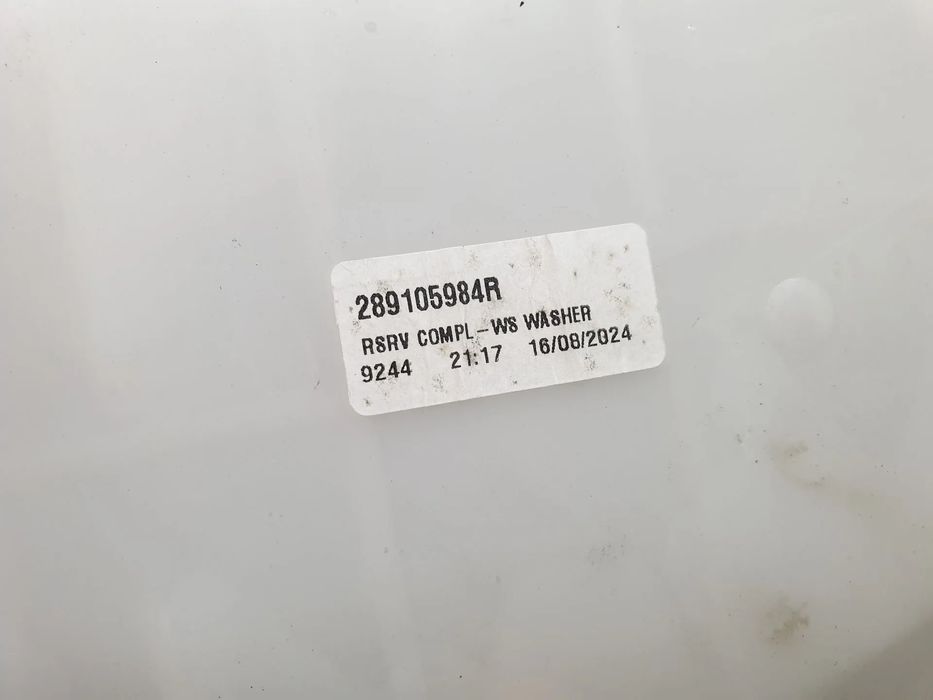 289105984R
RSRV COMPL-WS WASHER
9244 21:17 16/08/2024